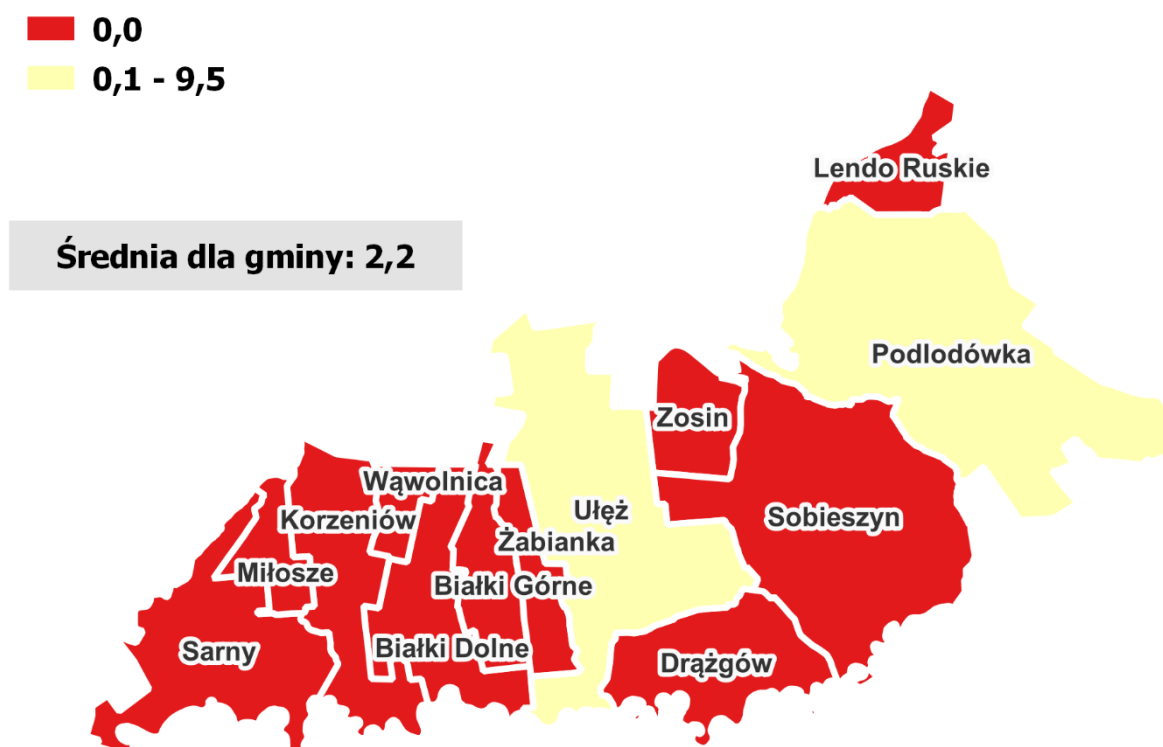 0,0
0,1 - 9,5
Lendo Ruskie
Średnia dla gminy: 2,2
Podlodówka
Zosin
Wąwolnica
Korzeniów
Ułęż
Sobieszyn
Żabianka
Miłosze
Białki Górne
Sarny
Białki Dolne
Drążgów